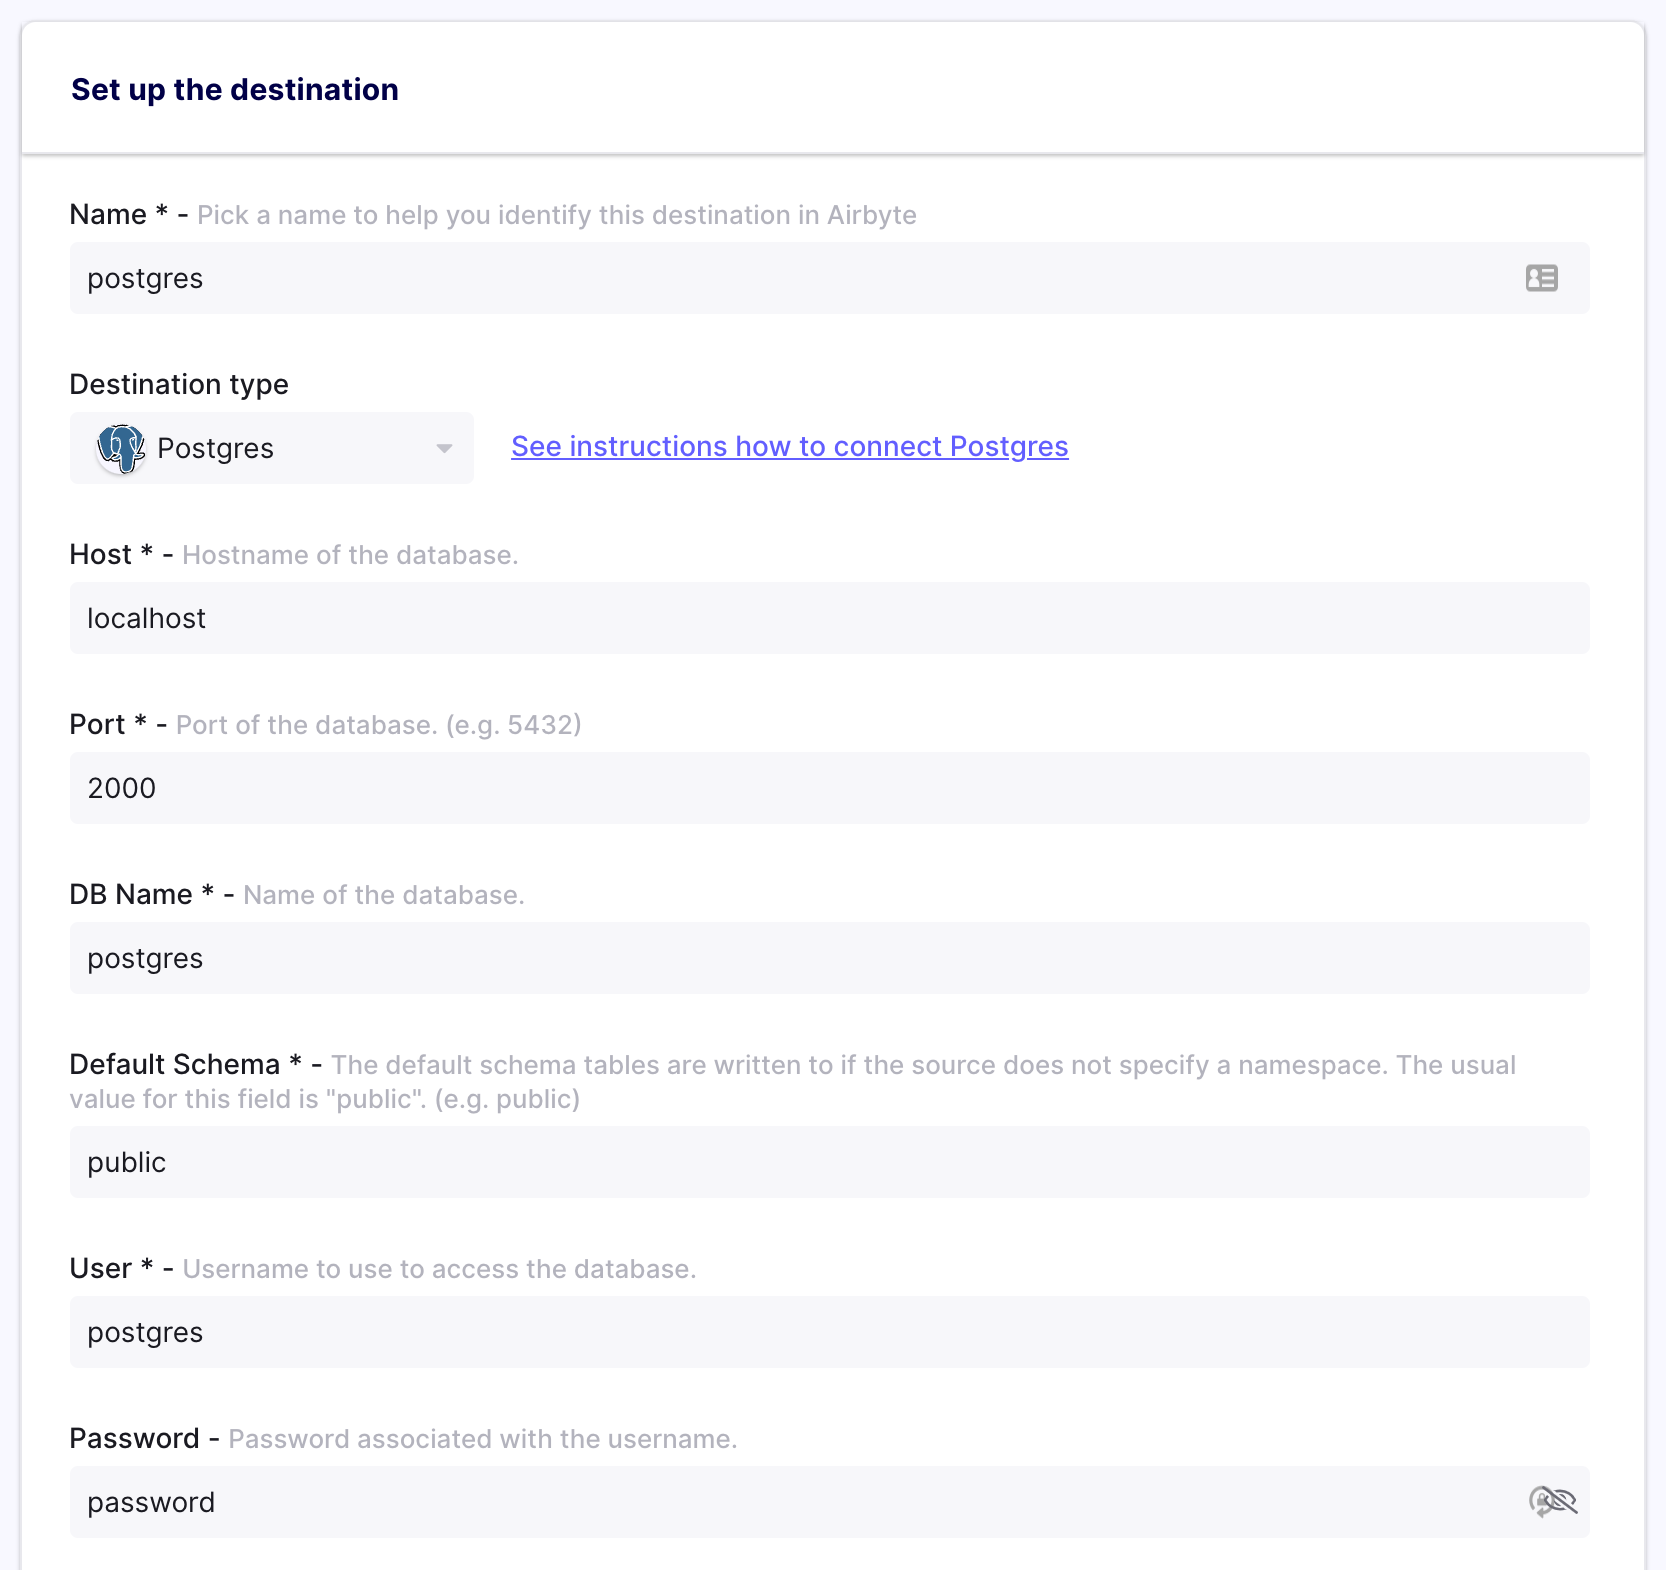 Set up the destination
Name * - Pick a name to help you identify this destination in Airbyte
postgres
Destination type
Postgres
See instructions how to connect Postgres
Host * - Hostname of the database.
localhost
Port * - Port of the database. (e.g. 5432)
2000
DB Name * - Name of the database.
postgres
Default Schema * - The default schema tables are written to if the source does not specify a namespace. The usual
value for this field is "public". (e.g. public)
public
User * - Username to use to access the database.
postgres
Password - Password associated with the username.
password